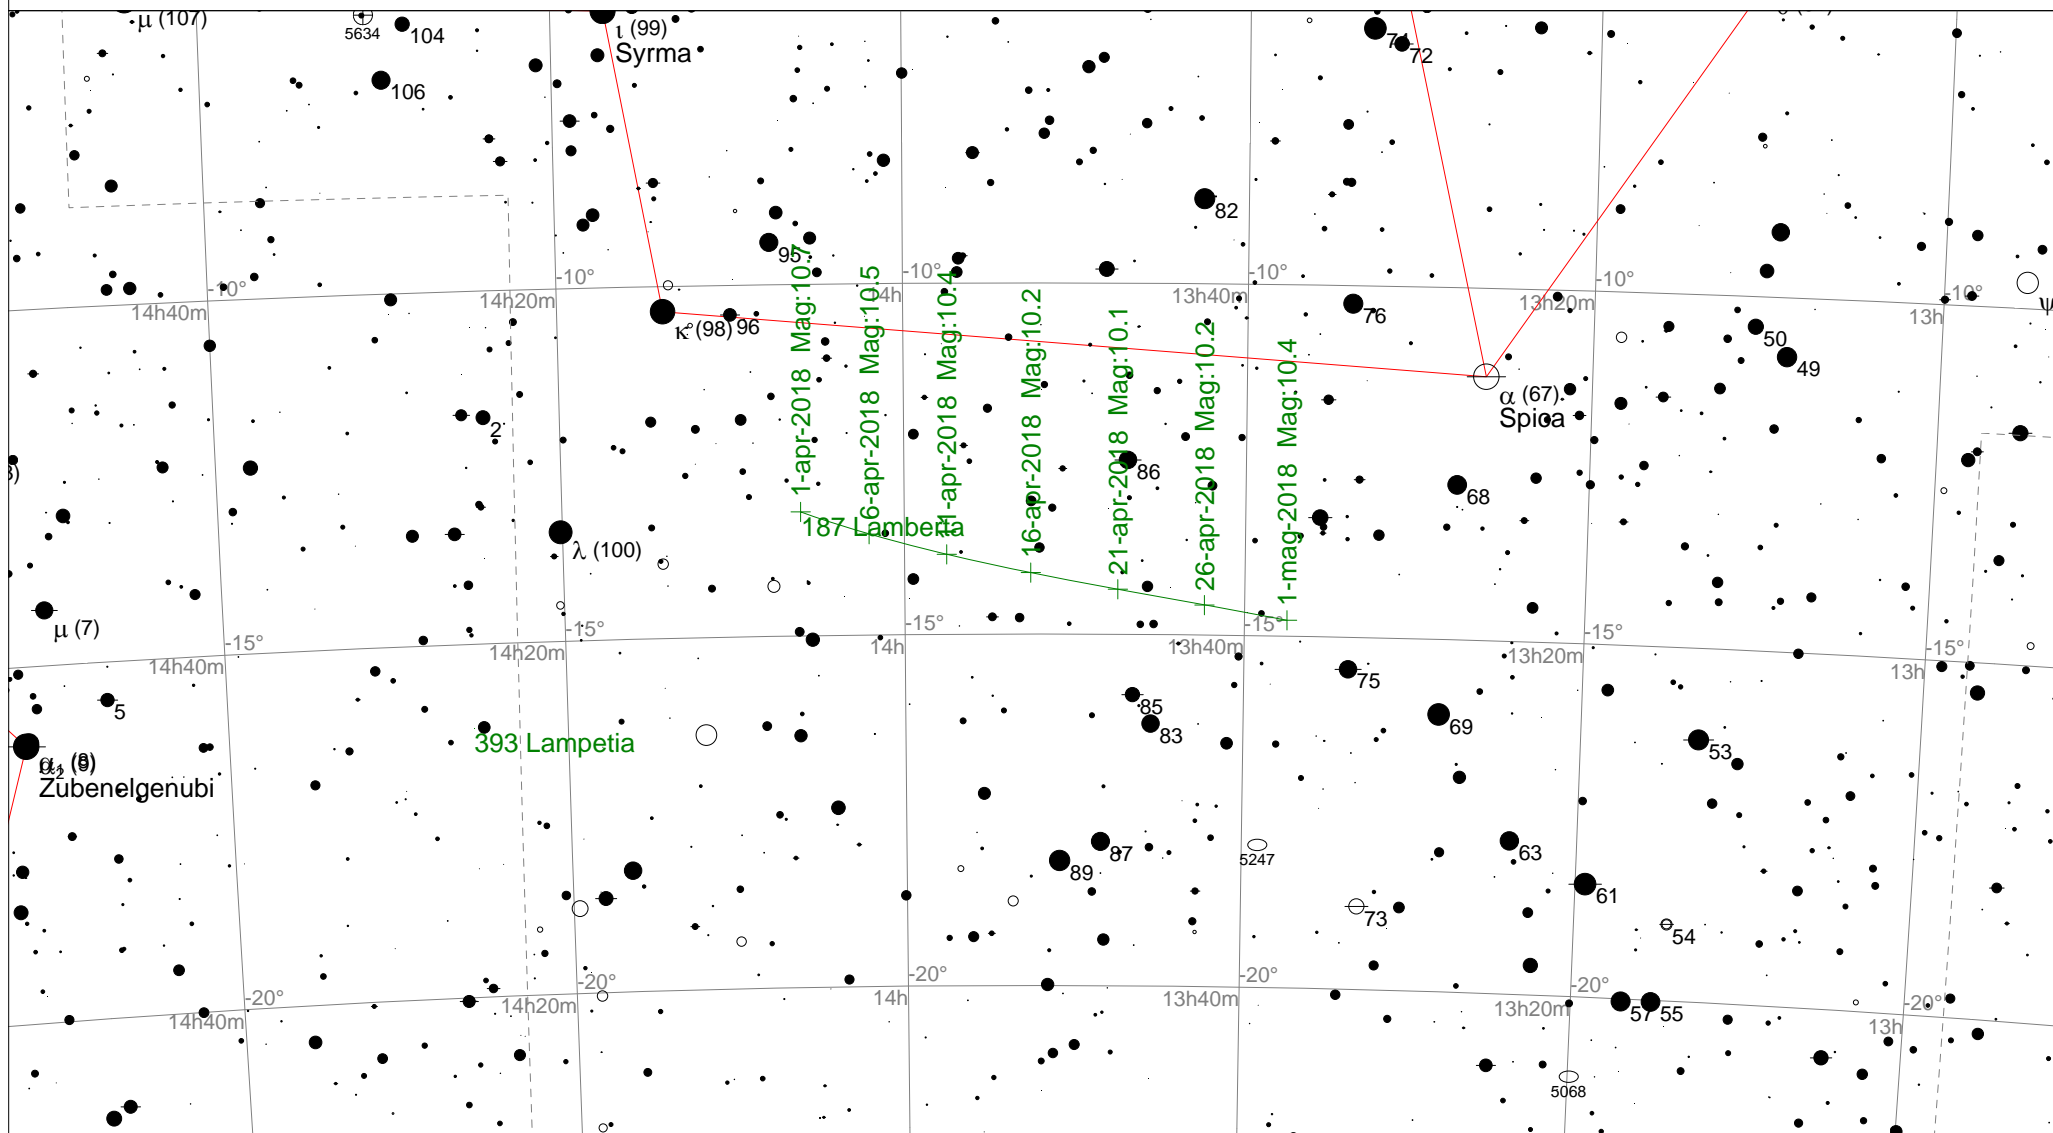 μ (107)
5634
104
ι (99)
Syrma
74
72
106
82
95
-10°
-10°
-10°
-10°
-10°
-10°
14h40m
14h20m
14h
13h40m
13h20m
13h
ψ
κ (98)
96
76
50
49
α (67)
Spica
1-apr-2018 Mag:10.7
6-apr-2018 Mag:10.5
11-apr-2018 Mag:10.4
16-apr-2018 Mag:10.2
21-apr-2018 Mag:10.1
26-apr-2018 Mag:10.2
1-mag-2018 Mag:10.4
187 Lamberta
2
86
68
λ (100)
μ (7)
-15°
-15°
-15°
-15°
-15°
-15°
14h40m
14h20m
14h
13h40m
13h20m
13h
75
5
85
83
69
53
393 Lampetia
α₂ (9)
Zubenelgenubi
87
89
5247
63
61
73
54
-20°
-20°
-20°
-20°
-20°
14h40m
14h20m
14h
13h40m
13h20m
13h
57
55
5068